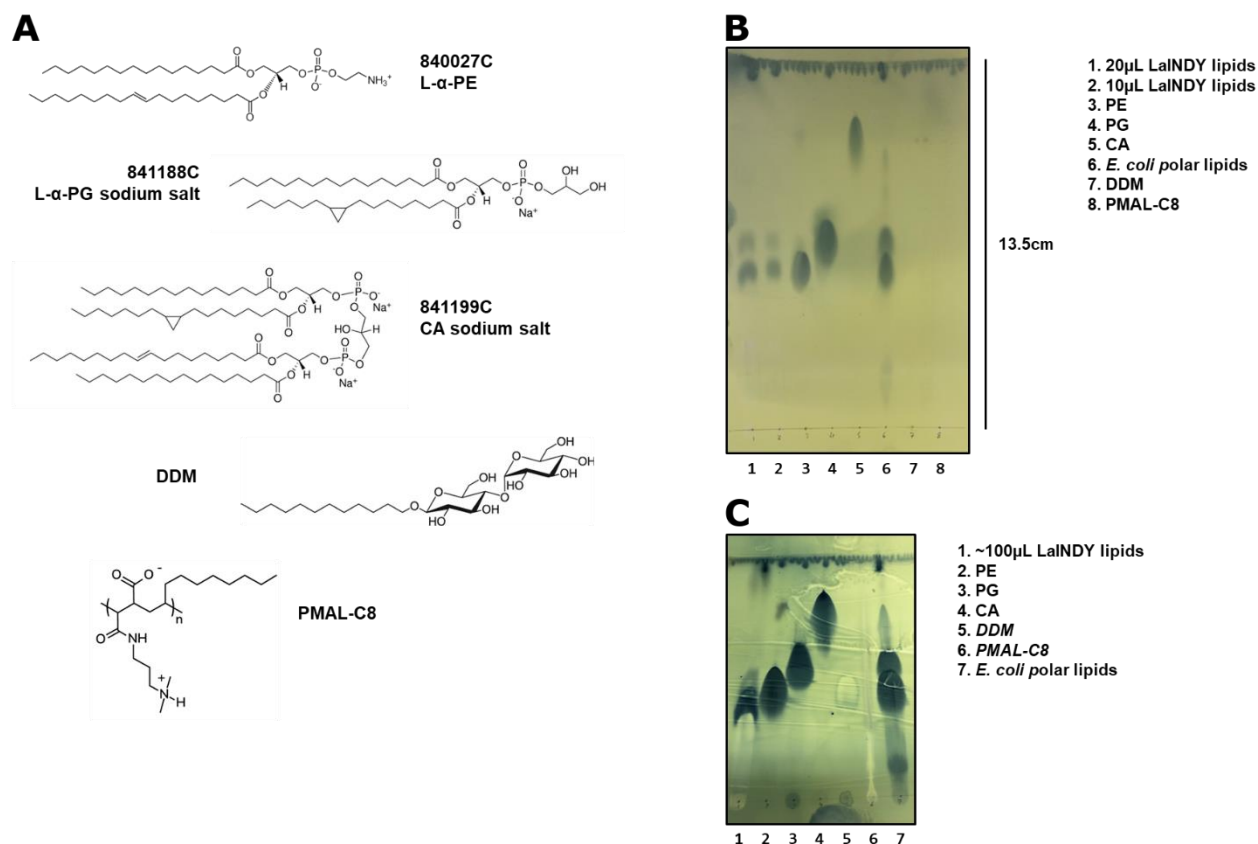 A
840027C
L-α-PE
841188C
L-α-PG sodium salt
841199C
CA sodium salt
DDM
PMAL-C8
B
1. 20µL LaINDY lipids
2. 10µL LaINDY lipids
3. PE
4. PG
5. CA
6. E. coli polar lipids
7. DDM
8. PMAL-C8
13.5cm
1 2 3 4 5 6 7 8
C
1. ~100µL LaINDY lipids
2. PE
3. PG
4. CA
5. DDM
6. PMAL-C8
7. E. coli polar lipids
1 2 3 4 5 6 7